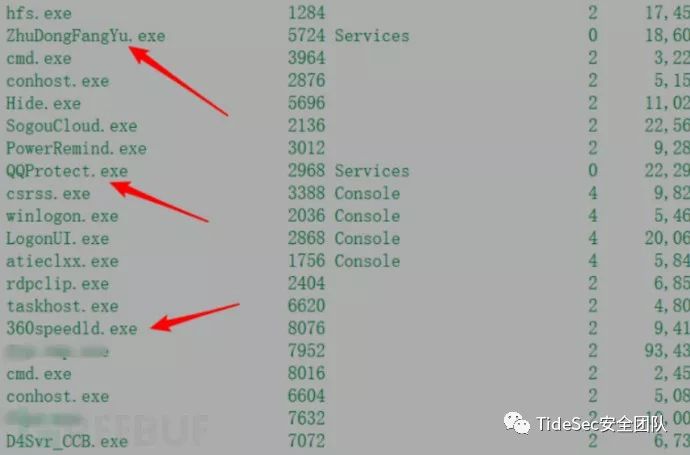 hfs.exe 1284 2 17,45
ZhuDongFangYu.exe 5724 Services 0 18,60
cmd.exe 3964 2 3,22
conhost.exe 2876 2 5,15
Hide.exe 5696 2 11,02
SogouCloud.exe 2136 2 22,56
PowerRemind.exe 3012 2 9,28
QQProtect.exe 2968 Services 0 22,29
csrss.exe 3388 Console 4 9,82
winlogon.exe 2036 Console 4 5,46
LogonUI.exe 2868 Console 4 20,06
atieclxx.exe 1756 Console 4 5,84
rdpclip.exe 2404 2 6,85
taskhost.exe 6620 2 4,80
360speedld.exe 8076 2 9,41
7952 2 93,43
cmd.exe 8016 2 2,45
conhost.exe 6604 2 5,08
7632
TideSec安全团队
D4Svr_CCB.exe 7072 2 6,73